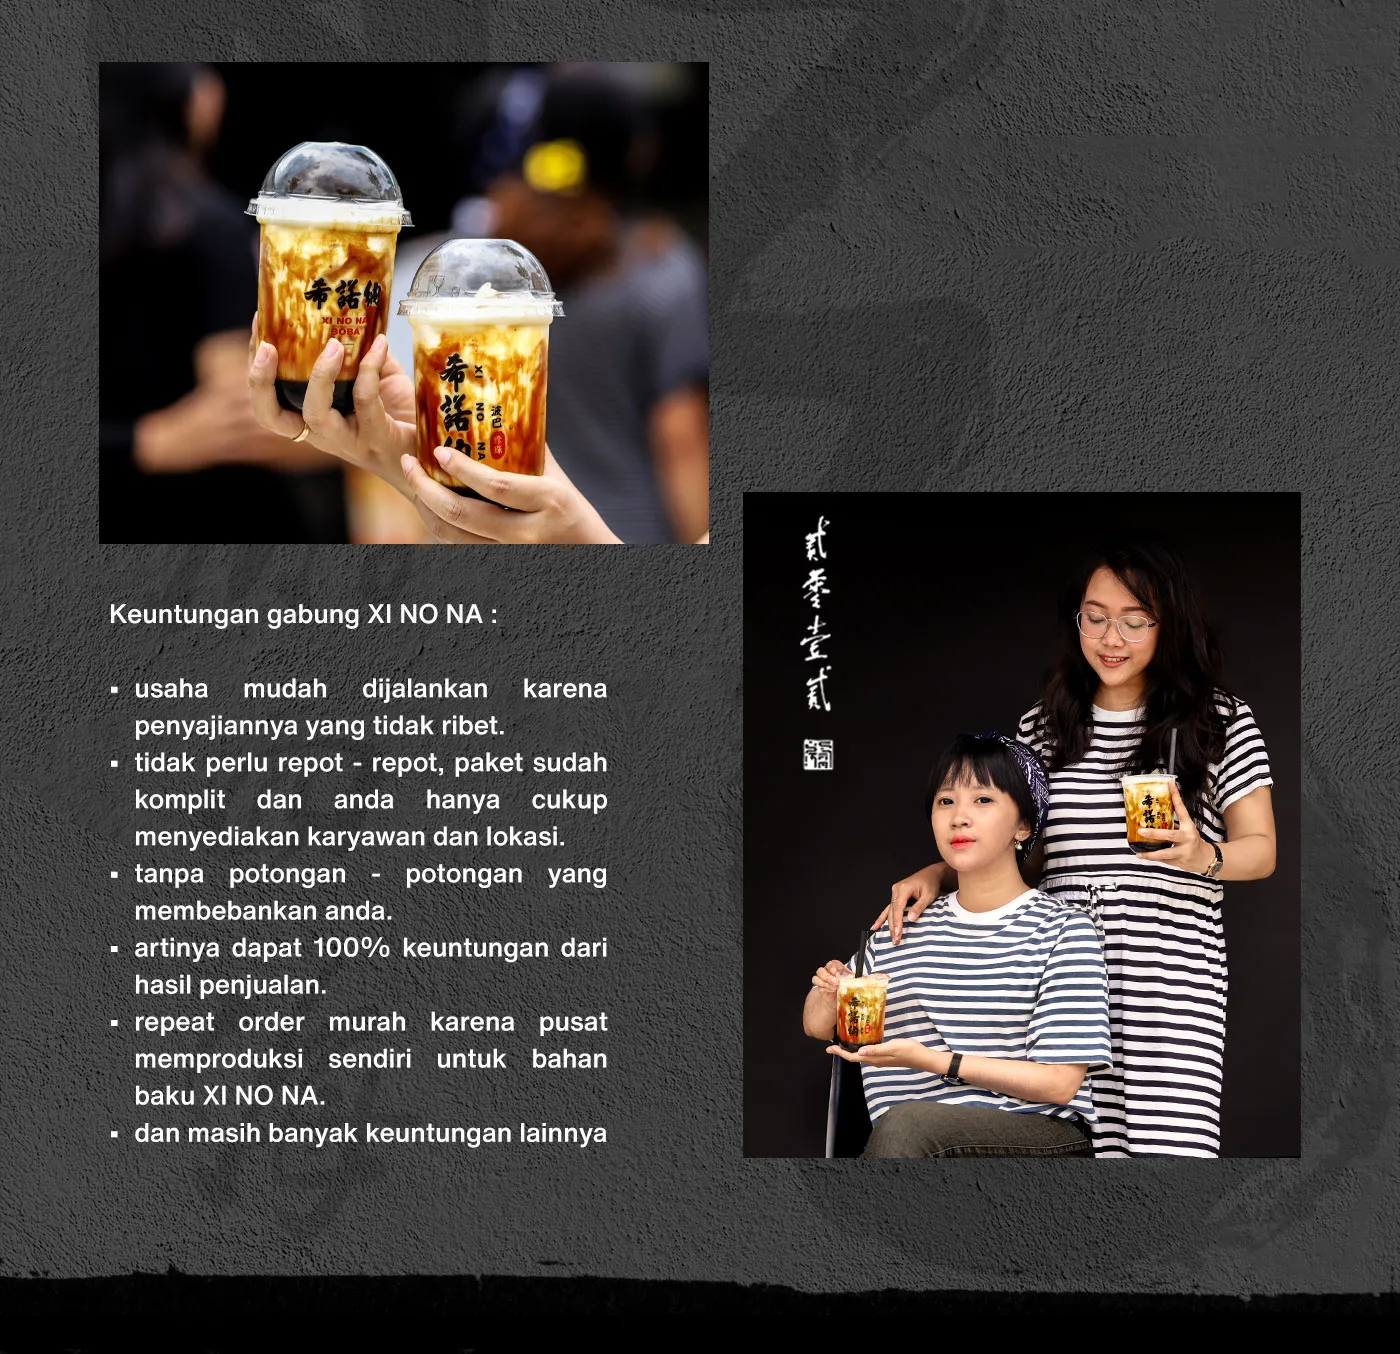 希諾納
XI NO NA
BOBA
希諾納
XI NO NA
波巴
Keuntungan gabung XI NO NA :
▪ usaha mudah dijalankan karena
penyajiannya yang tidak ribet.
▪ tidak perlu repot - repot, paket sudah
komplit dan anda hanya cukup
menyediakan karyawan dan lokasi.
▪ tanpa potongan - potongan yang
membebankan anda.
▪ artinya dapat 100% keuntungan dari
hasil penjualan.
▪ repeat order murah karena pusat
memproduksi sendiri untuk bahan
baku XI NO NA.
▪ dan masih banyak keuntungan lainnya
貳零壹貳
希諾
希諾納